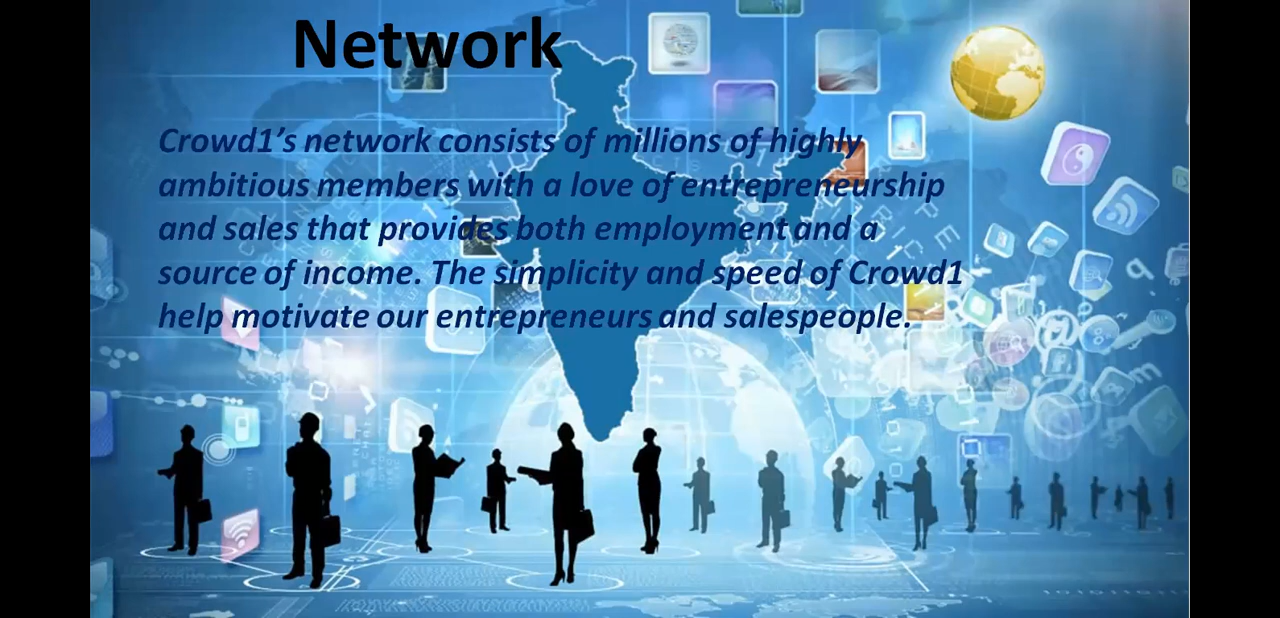 Network
Crowd1’s network consists of millions of highly
ambitious members with a love of entrepreneurship
and sales that provides both employment and a
source of income. The simplicity and speed of Crowd1
help motivate our entrepreneurs and salespeople.